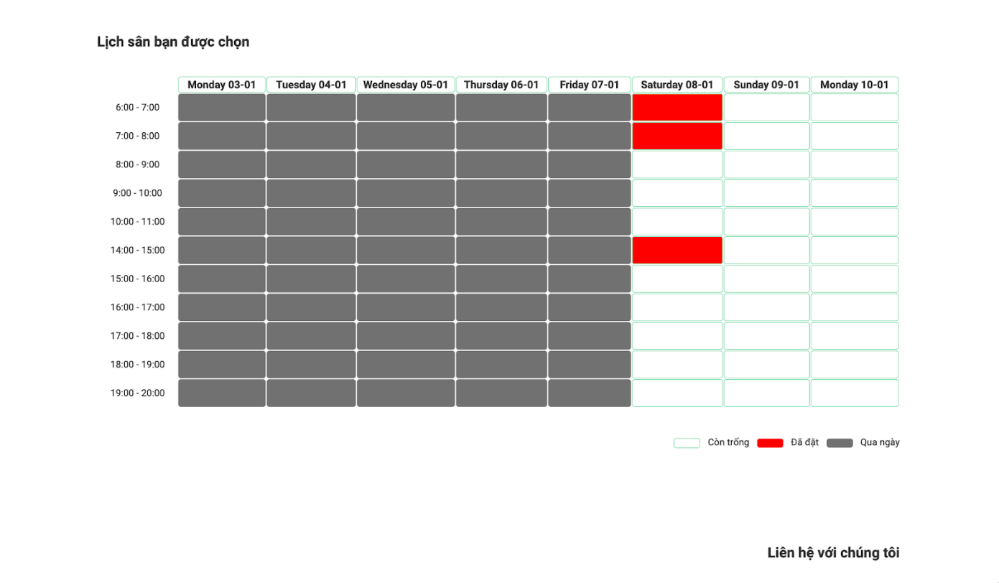 Lịch sân bạn được chọn
Monday 03-01 Tuesday 04-01 Wednesday 05-01 Thursday 06-01 Friday 07-01 Saturday 08-01 Sunday 09-01 Monday 10-01
6:00 - 7:00
7:00 - 8:00
8:00 - 9:00
9:00 - 10:00
10:00 - 11:00
14:00 - 15:00
15:00 - 16:00
16:00 - 17:00
17:00 - 18:00
18:00 - 19:00
19:00 - 20:00
Còn trống Đã đặt Qua ngày
Liên hệ với chúng tôi